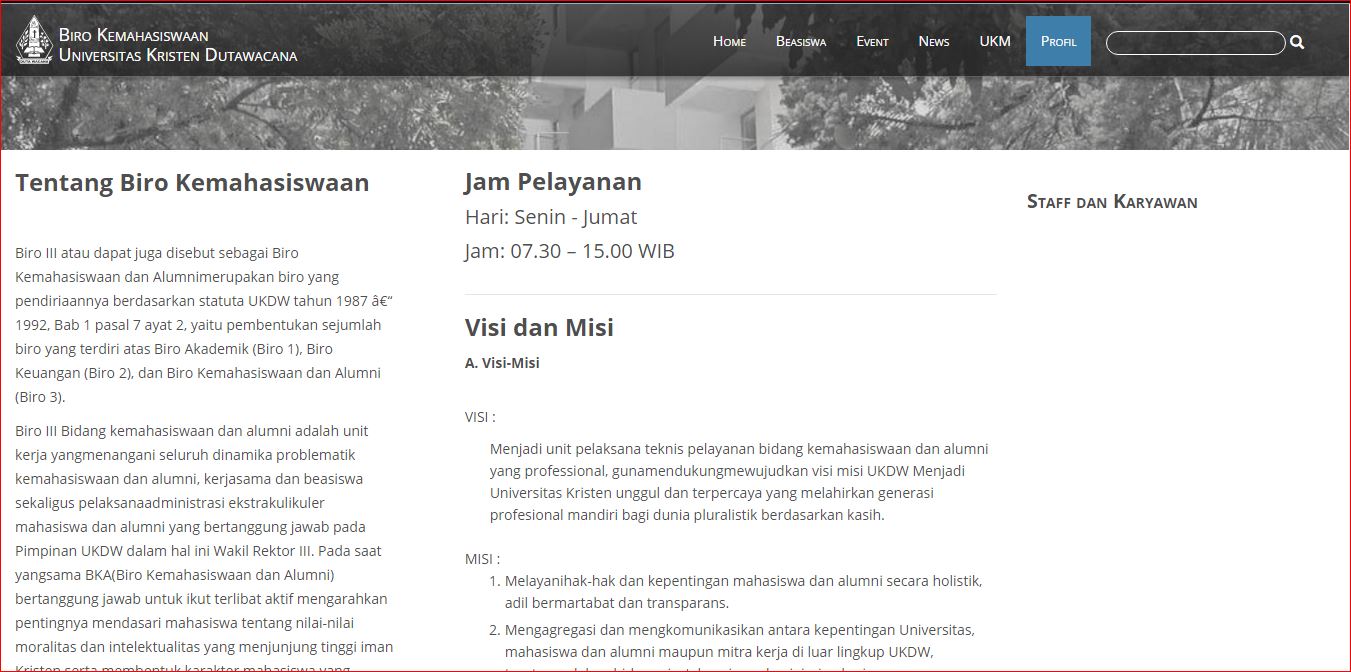 Biro Kemahasiswaan
Universitas Kristen Dutawacana
Home Beasiswa Event News UKM Profil
DUTA WACANA
Tentang Biro Kemahasiswaan
Biro III atau dapat juga disebut sebagai Biro
Kemahasiswaan dan Alumnimerupakan biro yang
pendiriaannya berdasarkan statuta UKDW tahun 1987 â€“
1992, Bab 1 pasal 7 ayat 2, yaitu pembentukan sejumlah
biro yang terdiri atas Biro Akademik (Biro 1), Biro
Keuangan (Biro 2), dan Biro Kemahasiswaan dan Alumni
(Biro 3).
Biro III Bidang kemahasiswaan dan alumni adalah unit
kerja yangmenangani seluruh dinamika problematik
kemahasiswaan dan alumni, kerjasama dan beasiswa
sekaligus pelaksanaadministrasi ekstrakulikuler
mahasiswa dan alumni yang bertanggung jawab pada
Pimpinan UKDW dalam hal ini Wakil Rektor III. Pada saat
yangsama BKA(Biro Kemahasiswaan dan Alumni)
bertanggung jawab untuk ikut terlibat aktif mengarahkan
pentingnya mendasari mahasiswa tentang nilai-nilai
moralitas dan intelektualitas yang menjunjung tinggi iman
Kristen serta membentuk karakter mahasiswa yang
Jam Pelayanan
Hari: Senin - Jumat
Jam: 07.30 – 15.00 WIB
Visi dan Misi
A. Visi-Misi
VISI :
Menjadi unit pelaksana teknis pelayanan bidang kemahasiswaan dan alumni
yang professional, gunamendukungmewujudkan visi misi UKDW Menjadi
Universitas Kristen unggul dan terpercaya yang melahirkan generasi
profesional mandiri bagi dunia pluralistik berdasarkan kasih.
MISI :
1. Melayanihak-hak dan kepentingan mahasiswa dan alumni secara holistik,
adil bermartabat dan transparans.
2. Mengagregasi dan mengkomunikasikan antara kepentingan Universitas,
mahasiswa dan alumni maupun mitra kerja di luar lingkup UKDW,
Staff dan Karyawan